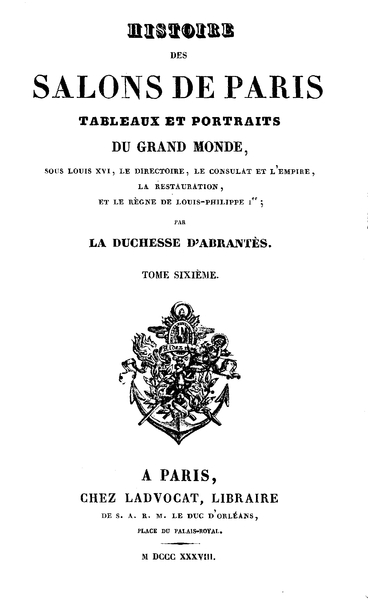 HISTOIRE
DES
SALONS DE PARIS
TABLEAUX ET PORTRAITS
DU GRAND MONDE,
SOUS LOUIS XVI, LE DIRECTOIRE, LE CONSULAT ET L'EMPIRE,
LA RESTAURATION,
ET LE RÈGNE DE LOUIS-PHILIPPE Iᵉʳ;
PAR
LA DUCHESSE D'ABRANTÈS.
TOME SIXIÈME.
A PARIS,
CHEZ LADVOCAT, LIBRAIRE
DE S. A. R. M. LE DUC D'ORLÉANS,
PLACE DU PALAIS-ROYAL.
M DCCC XXXVIII.